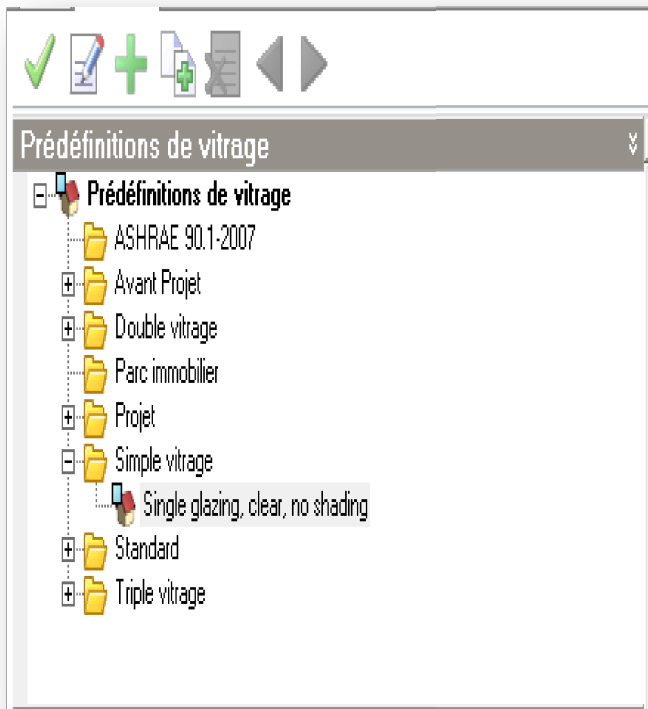 Prédéfinitions de vitrage
Prédéfinitions de vitrage
ASHRAE 90.1-2007
Avant Projet
Double vitrage
Parc immobilier
Projet
Simple vitrage
Single glazing, clear, no shading
Standard
Triple vitrage